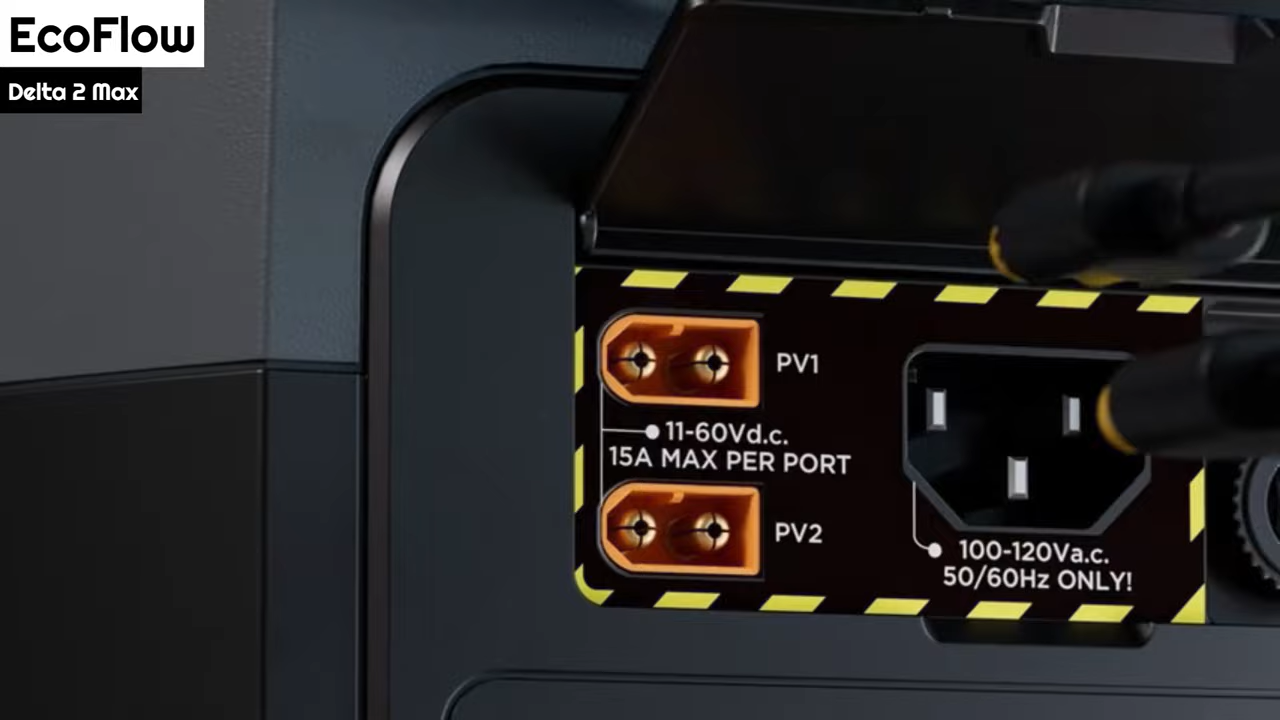 EcoFlow
Delta 2 Max
PV1
11-60Vd.c.
15A MAX PER PORT
PV2
100-120Va.c.
50/60Hz ONLY!